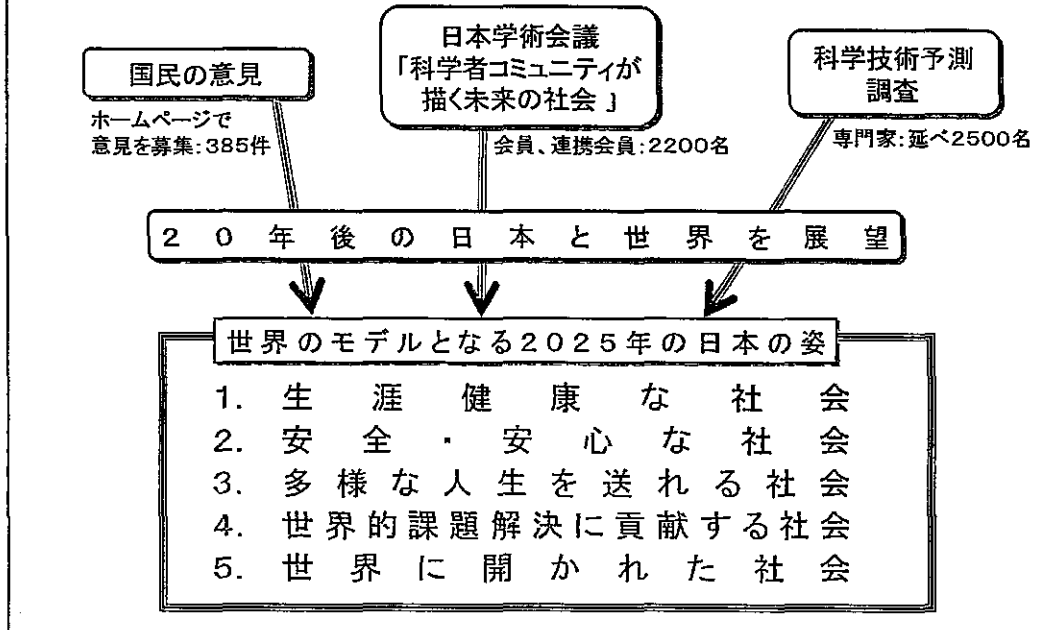 国民の意見
ホームページで
意見を募集:385件
日本学術会議
「科学者コミュニティが
描く未来の社会 」
会員、連携会員:2200名
科学技術予測
調査
専門家:延べ2500名
20年後の日本と世界を展望
世界のモデルとなる2025年の日本の姿
1. 生涯健康な社会
2. 安全・安心な社会
3. 多様な人生を送れる社会
4. 世界的課題解決に貢献する社会
5. 世界に開かれた社会